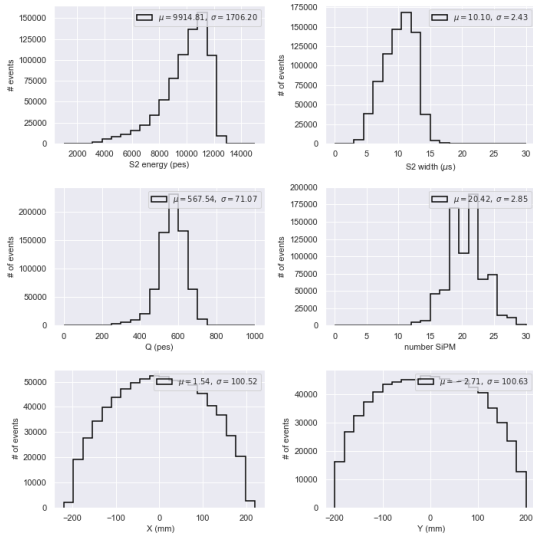 μ = 9914.81, σ = 1706.20
150000
125000
100000
75000
50000
25000
0
# of events
2000 4000 6000 8000 10000 12000 14000
S2 energy (pes)
μ = 10.10, σ = 2.43
175000
150000
125000
100000
75000
50000
25000
0
# of events
0 5 10 15 20 25 30
S2 width (μs)
μ = 567.54, σ = 71.07
200000
150000
100000
50000
0
# of events
0 200 400 600 800 1000
Q (pes)
μ = 20.42, σ = 2.85
200000
175000
150000
125000
100000
75000
50000
25000
0
# of events
0 5 10 15 20 25 30
number SiPM
μ = 1.54, σ = 100.52
50000
40000
30000
20000
10000
0
# of events
−200 −100 0 100 200
X (mm)
μ = −2.71, σ = 100.63
40000
30000
20000
10000
0
# of events
−200 −100 0 100 200
Y (mm)